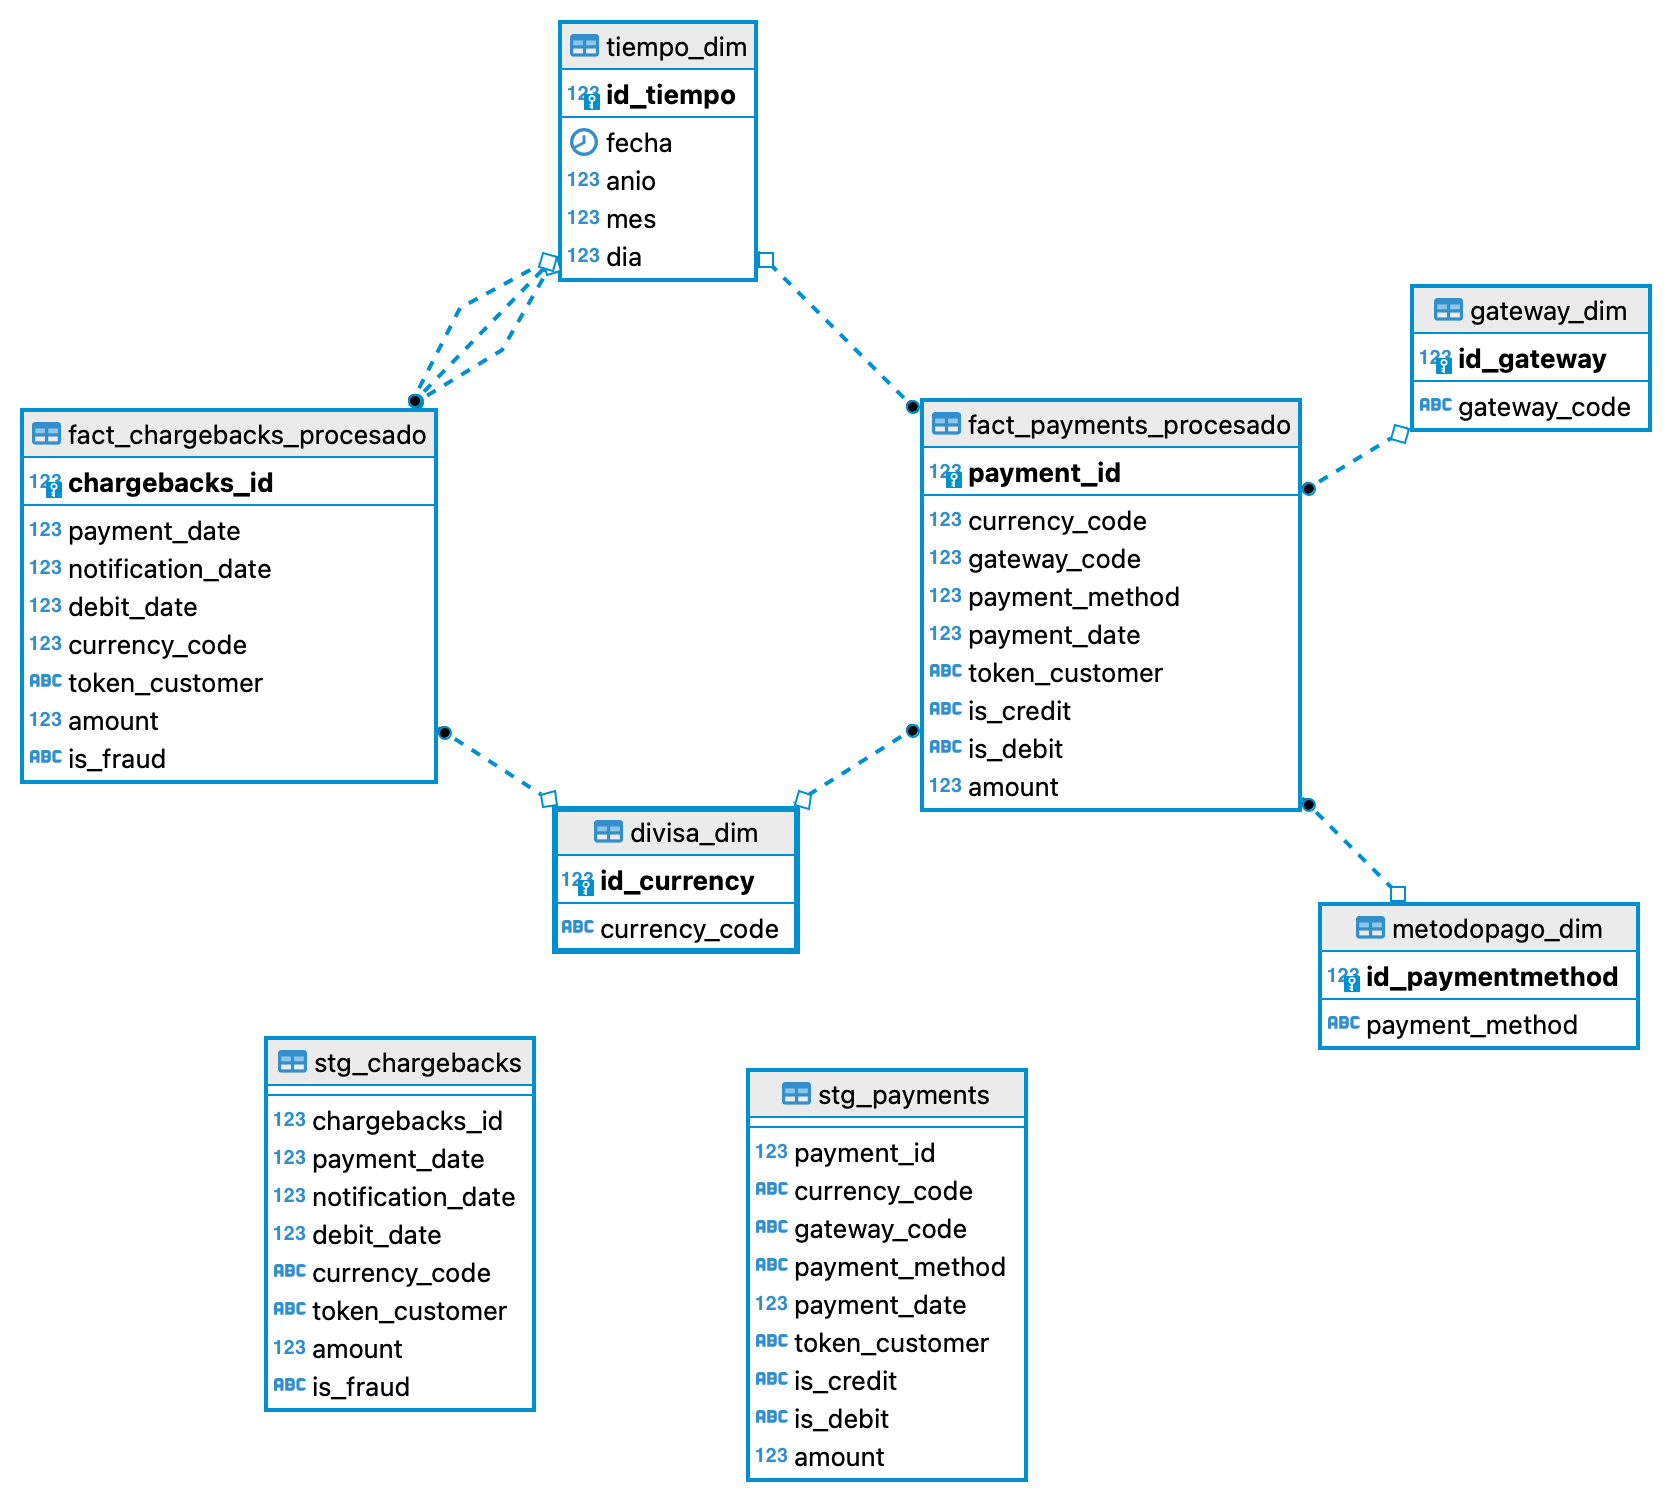 tiempo_dim
123 id_tiempo
fecha
123 anio
123 mes
123 dia
gateway_dim
123 id_gateway
ABC gateway_code
fact_chargebacks_procesado
123 chargebacks_id
123 payment_date
123 notification_date
123 debit_date
123 currency_code
ABC token_customer
123 amount
ABC is_fraud
fact_payments_procesado
123 payment_id
123 currency_code
123 gateway_code
123 payment_method
123 payment_date
ABC token_customer
ABC is_credit
ABC is_debit
123 amount
divisa_dim
123 id_currency
ABC currency_code
metodopago_dim
123 id_paymentmethod
ABC payment_method
stg_chargebacks
123 chargebacks_id
123 payment_date
123 notification_date
123 debit_date
ABC currency_code
ABC token_customer
123 amount
ABC is_fraud
stg_payments
123 payment_id
ABC currency_code
ABC gateway_code
ABC payment_method
123 payment_date
ABC token_customer
ABC is_credit
ABC is_debit
123 amount